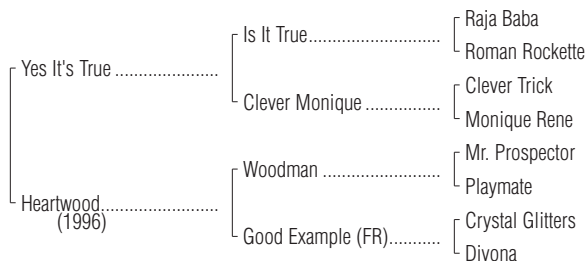 Raja Baba
Is It True
Roman Rockette
Yes It's True
Clever Trick
Clever Monique
Monique Rene
Mr. Prospector
Woodman
Playmate
Heartwood
(1996)
Crystal Glitters
Good Example (FR)
Divona